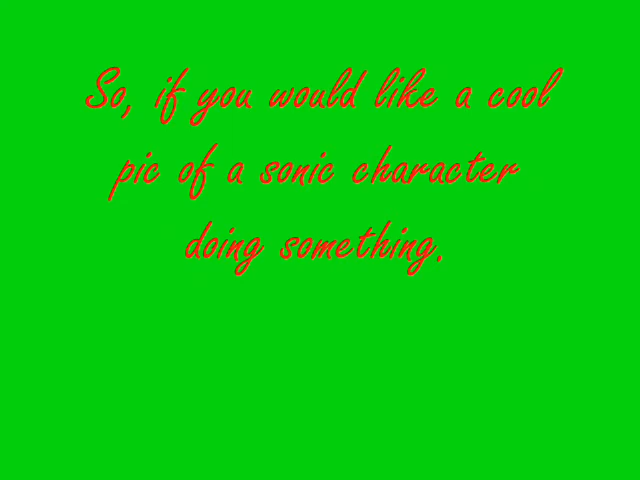 So, if you would like a cool
pic of a sonic character
doing something.